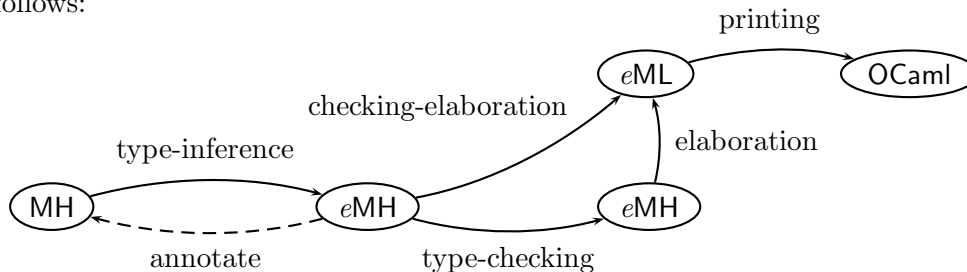 follows:
printing
eML
OCaml
checking-elaboration
type-inference
elaboration
MH
eMH
eMH
annotate
type-checking